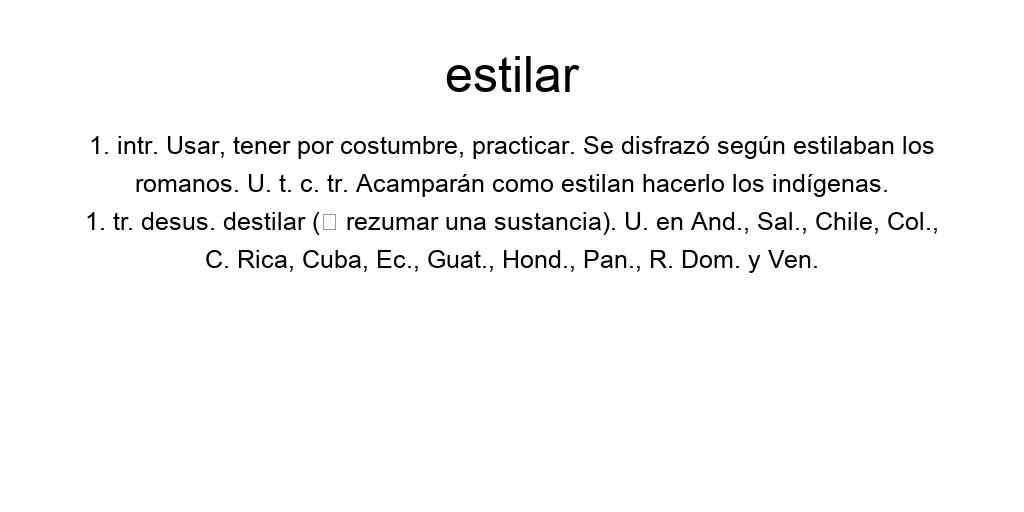 estilar
1. intr. Usar, tener por costumbre, practicar. Se disfrazó según estilaban los
romanos. U. t. c. tr. Acamparán como estilan hacerlo los indígenas.
1. tr. desus. destilar (□ rezumar una sustancia). U. en And., Sal., Chile, Col.,
C. Rica, Cuba, Ec., Guat., Hond., Pan., R. Dom. y Ven.